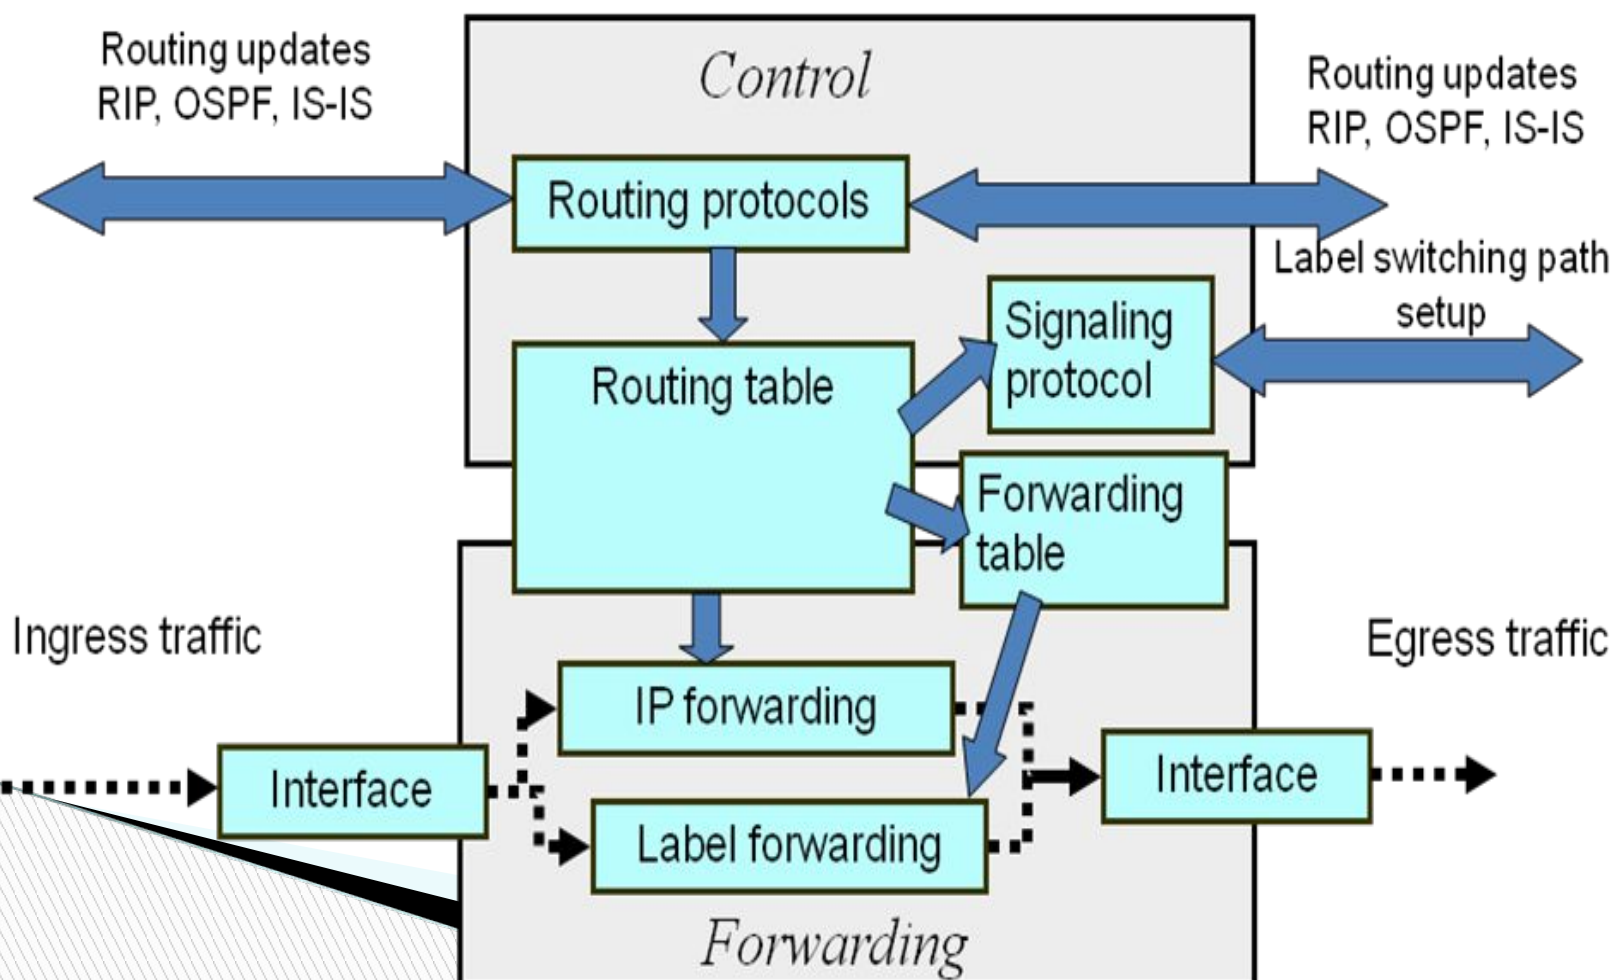 Routing updates
RIP, OSPF, IS-IS
Control
Routing updates
RIP, OSPF, IS-IS
Routing protocols
Label switching path
setup
Signaling
protocol
Routing table
Forwarding
table
Ingress traffic
Egress traffic
IP forwarding
Interface
Interface
Label forwarding
Forwarding